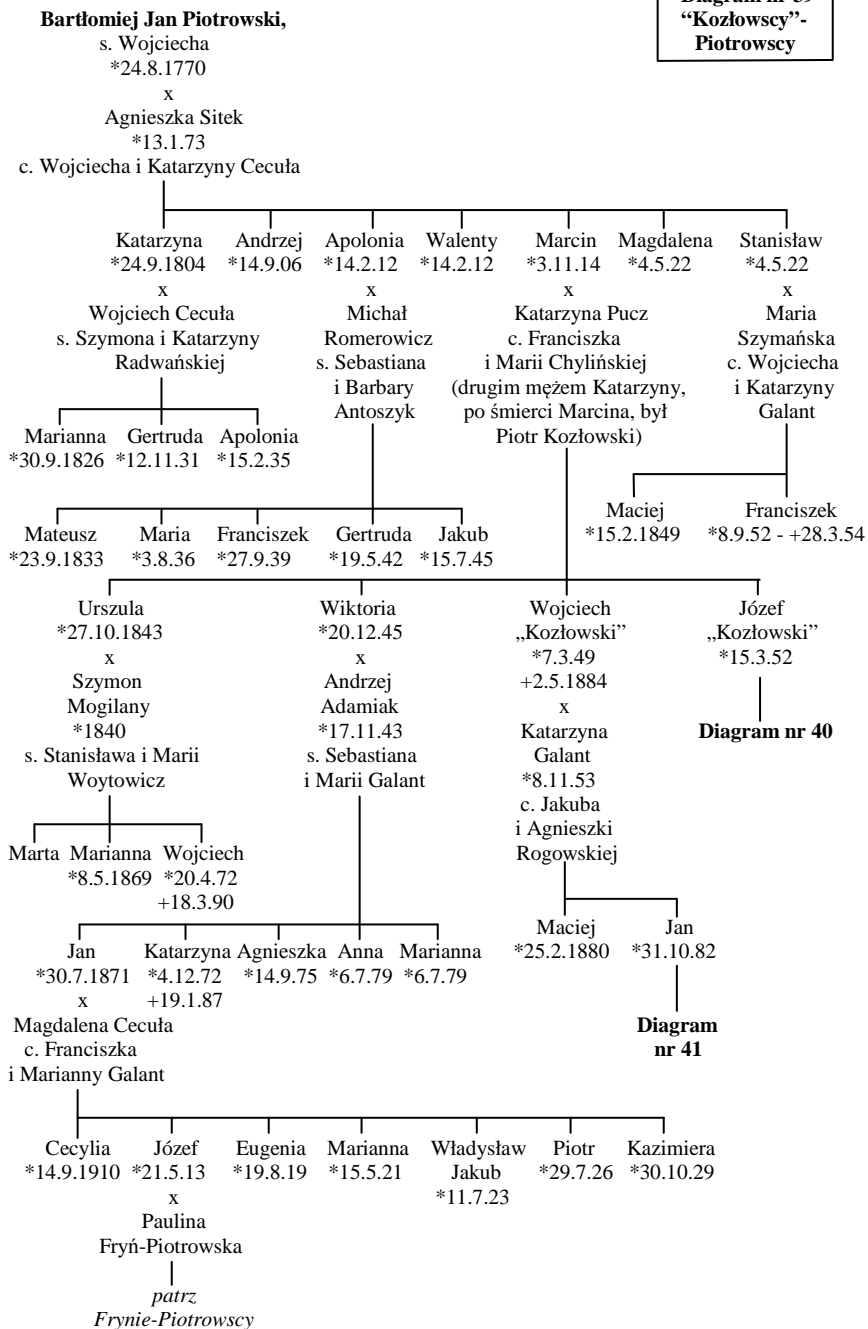 Bartłomiej Jan Piotrowski,
s. Wojciecha
*24.8.1770
x
Agnieszka Sitek
*13.1.73
c. Wojciecha i Katarzyny Cecuła
Diagram nr 39
“Kozłowscy”-
Piotrowscy
Katarzyna
*24.9.1804
x
Wojciech Cecuła
s. Szymona i Katarzyny
Radwańskiej
Andrzej
*14.9.06
Apolonia
*14.2.12
x
Michał
Romerowicz
s. Sebastiana
i Barbary
Antoszyk
Walenty
*14.2.12
Marcin
*3.11.14
x
Katarzyna Pucz
c. Franciszka
i Marii Chylińskiej
(drugim mężem Katarzyny,
po śmierci Marcina, był
Piotr Kozłowski)
Magdalena
*4.5.22
Stanisław
*4.5.22
x
Maria
Szymańska
c. Wojciecha
i Katarzyny
Galant
Marianna
*30.9.1826
Gertruda
*12.11.31
Apolonia
*15.2.35
Maciej
*15.2.1849
Franciszek
*8.9.52 - +28.3.54
Mateusz
*23.9.1833
Maria
*3.8.36
Franciszek
*27.9.39
Gertruda
*19.5.42
Jakub
*15.7.45
Urszula
*27.10.1843
x
Szymon
Mogilany
*1840
s. Stanisława i Marii
Woytowicz
Wiktoria
*20.12.45
x
Andrzej
Adamiak
*17.11.43
s. Sebastiana
i Marii Galant
Wojciech
„Kozłowski”
*7.3.49
+2.5.1884
x
Katarzyna
Galant
*8.11.53
c. Jakuba
i Agnieszki
Rogowskiej
Józef
„Kozłowski”
*15.3.52
Diagram nr 40
Marta
Marianna
*8.5.1869
Wojciech
*20.4.72
+18.3.90
Maciej
*25.2.1880
Jan
*31.10.82
Diagram
nr 41
Jan
*30.7.1871
x
Magdalena Cecuła
c. Franciszka
i Marianny Galant
Katarzyna
*4.12.72
+19.1.87
Agnieszka
*14.9.75
Anna
*6.7.79
Marianna
*6.7.79
Cecylia
*14.9.1910
Józef
*21.5.13
x
Paulina
Fryń-Piotrowska
patrz
Frynie-Piotrowscy
Eugenia
*19.8.19
Marianna
*15.5.21
Władysław
Jakub
*11.7.23
Piotr
*29.7.26
Kazimiera
*30.10.29